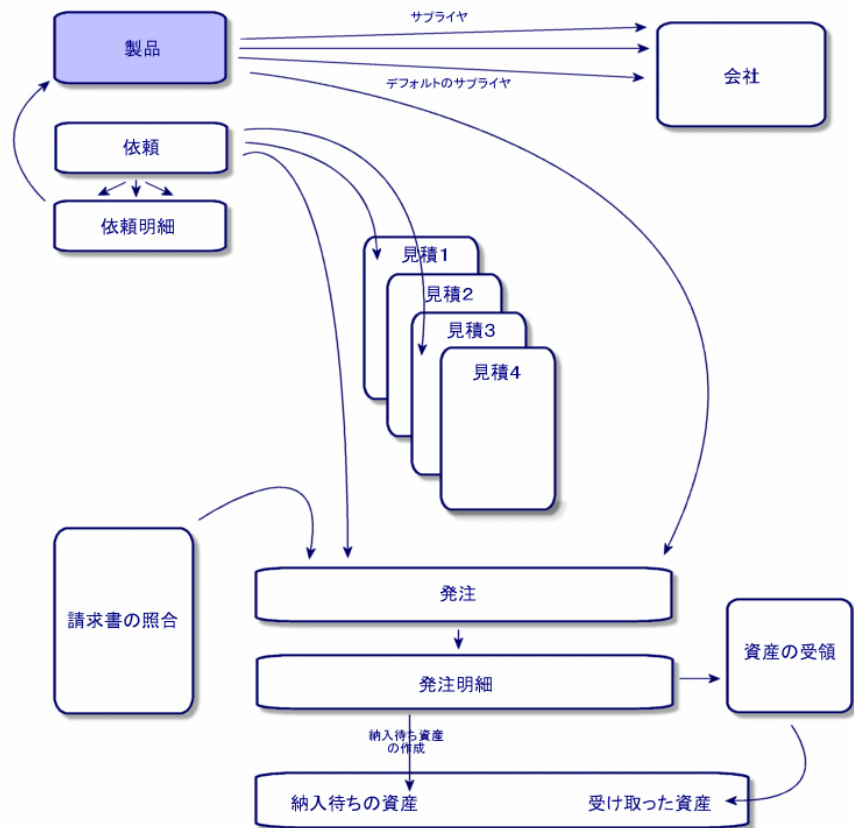 サプライヤ
製品
会社
デフォルトのサプライヤ
依頼
依頼明細
見積1
見積2
見積3
見積4
発注
請求書の照合
資産の受領
発注明細
納入待ち資産
の作成
納入待ちの資産
受け取った資産